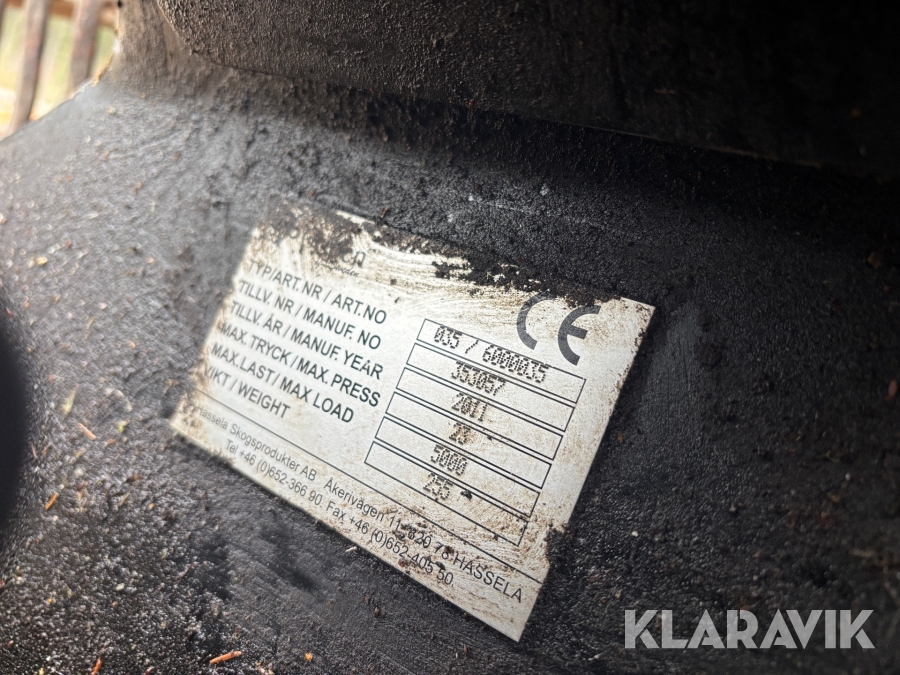 CE
TYP/ART.NR / ART.NO 035 / 6000035
TILLV. NR / MANUF. NO 353057
TILLV. ÅR / MANUF. YEAR 2011
MAX. TRYCK / MAX. PRESS 23
MAX. LAST / MAX LOAD 5000
VIKT / WEIGHT 255
Hassela Skogsprodukter AB Åkerivägen 11, 820 78 HASSELA
Tel +46 (0)652-366 90. Fax +46 (0)652-405 50
KLARAVIK